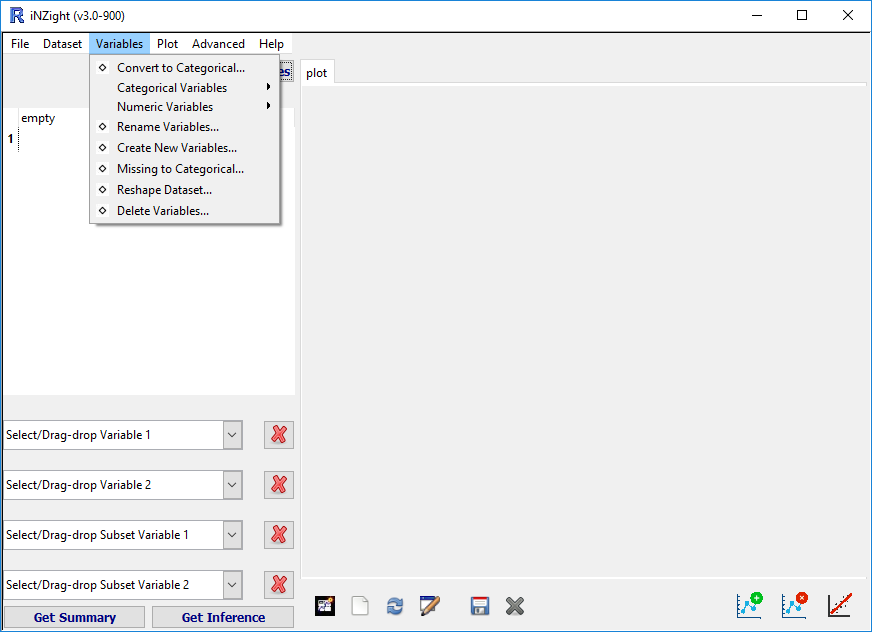 iNZight (v3.0-900)
File Dataset Variables Plot Advanced Help
Convert to Categorical...
es
plot
Categorical Variables
Numeric Variables
empty
Rename Variables...
1
Create New Variables...
Missing to Categorical...
Reshape Dataset...
Delete Variables...
Select/Drag-drop Variable 1
Select/Drag-drop Variable 2
Select/Drag-drop Subset Variable 1
Select/Drag-drop Subset Variable 2
Get Summary Get Inference